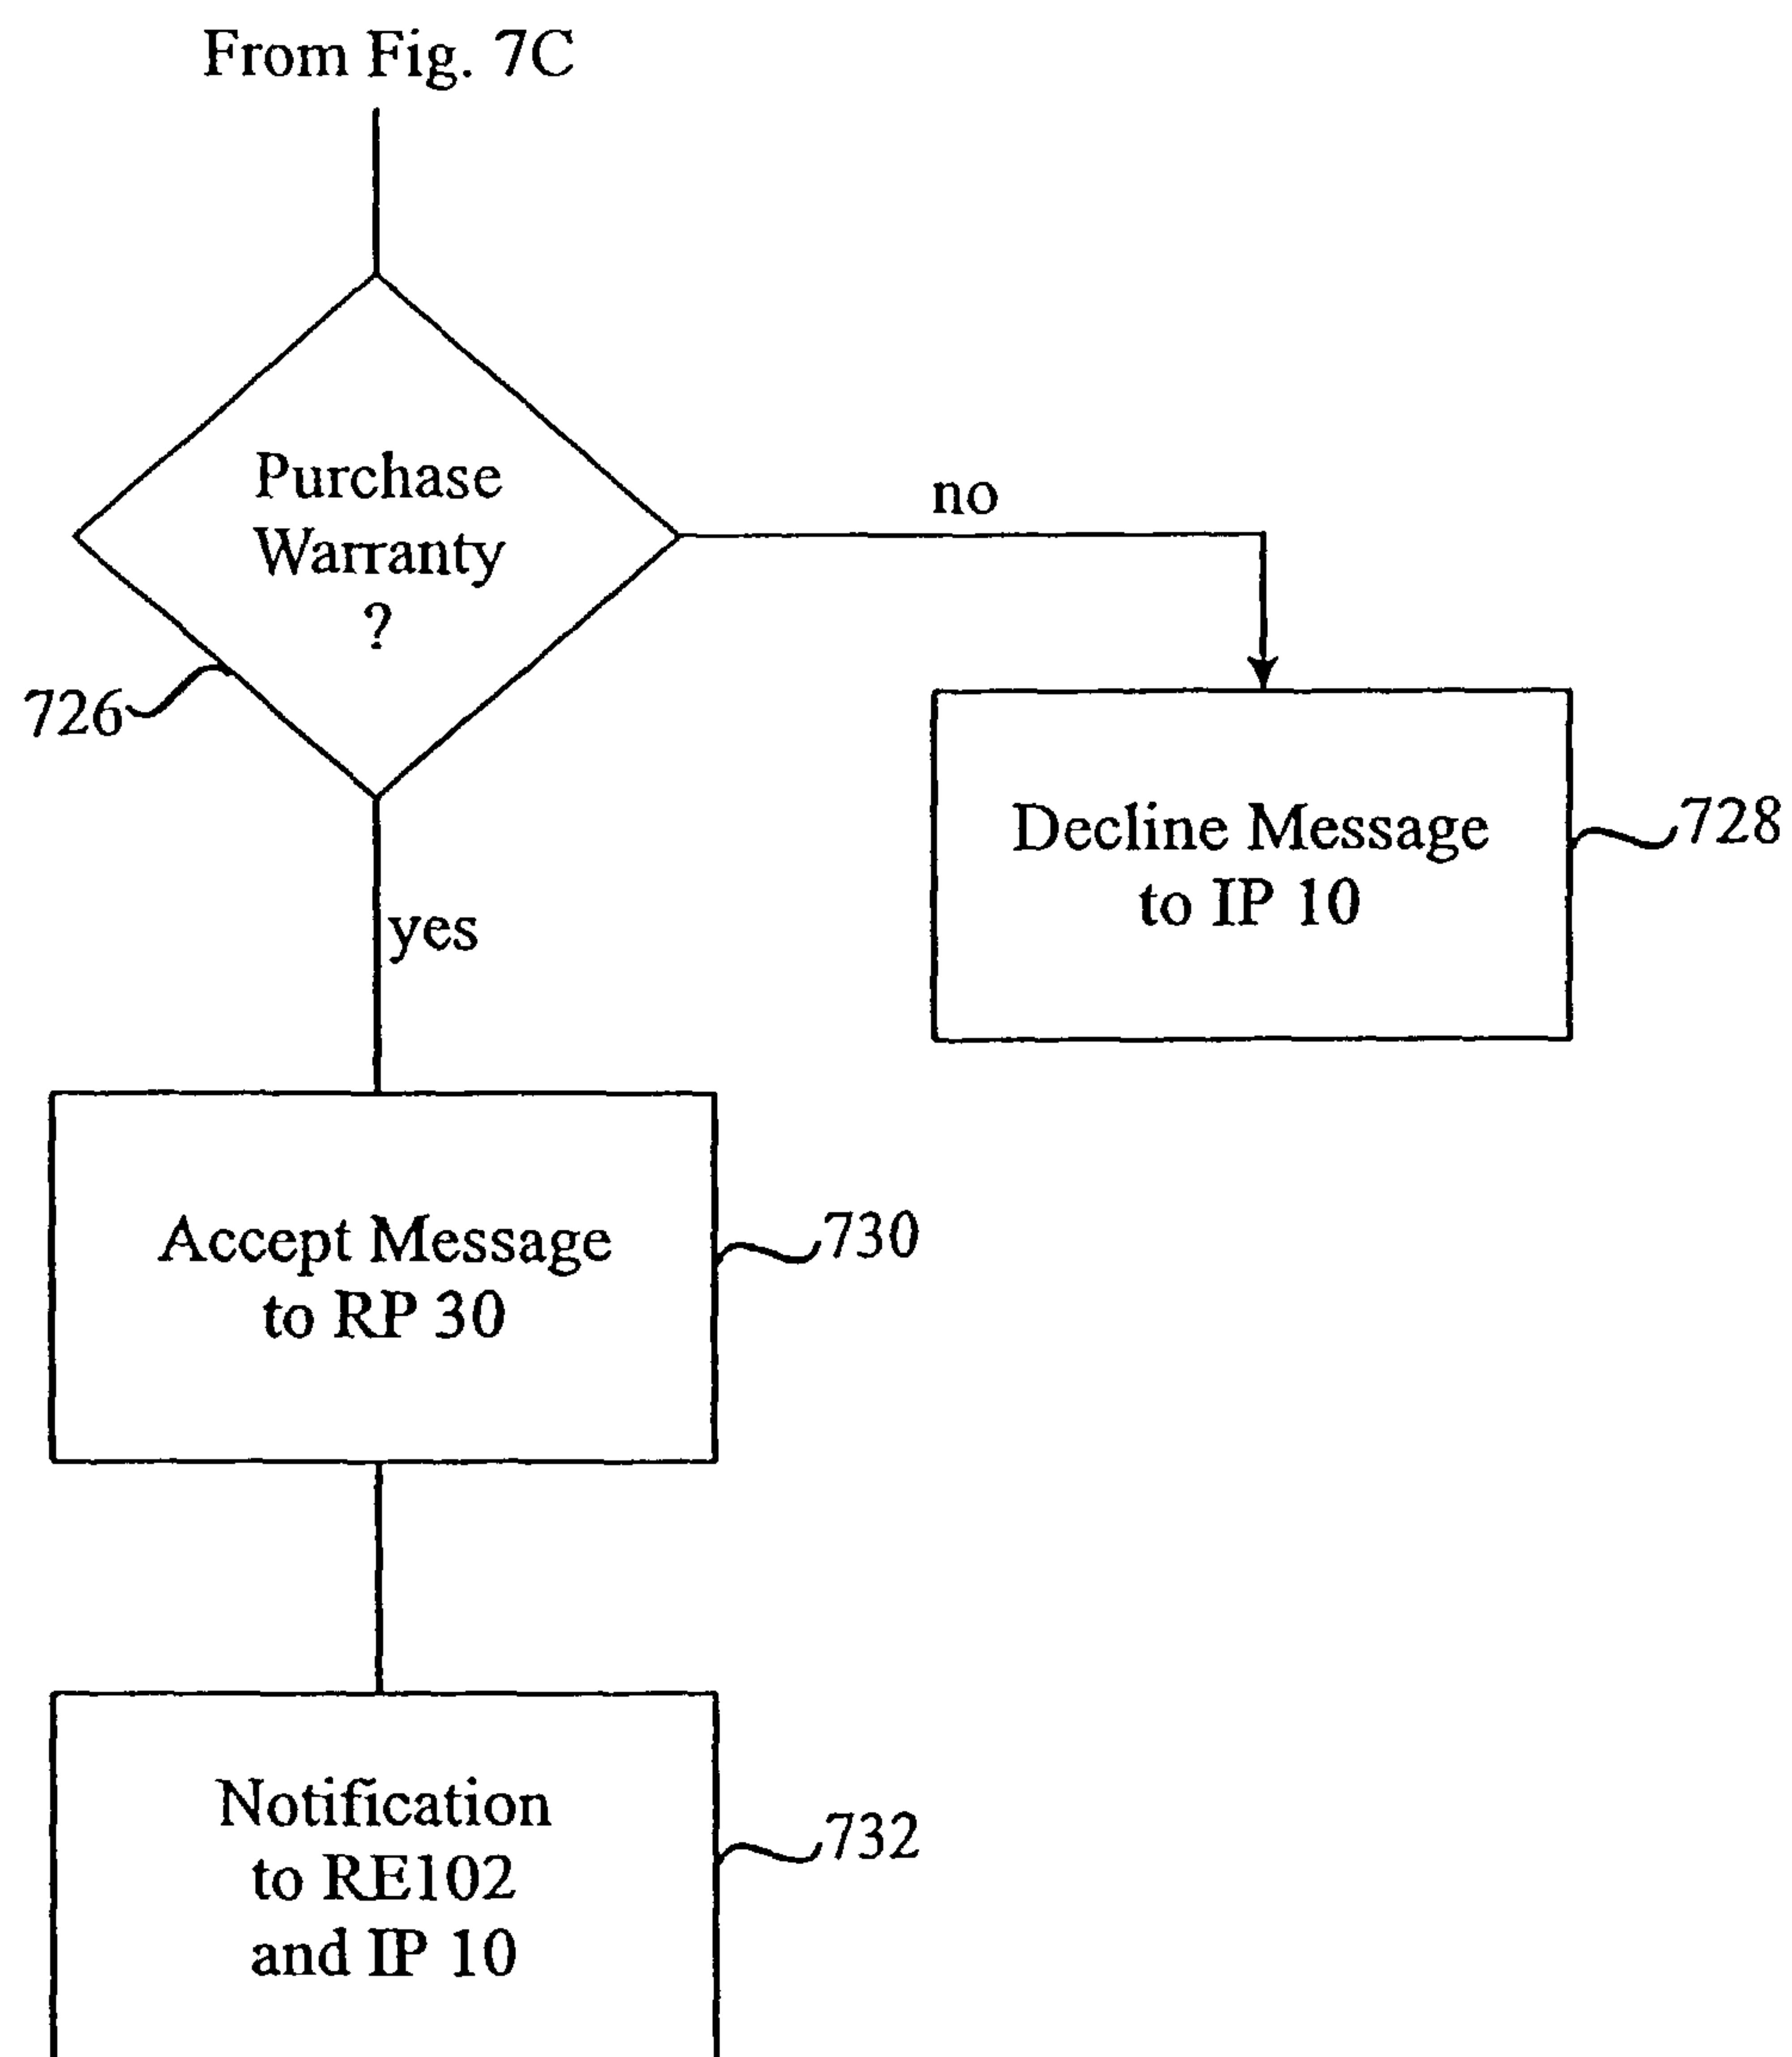 From Fig. 7C
Purchase
Warranty
?
no
726
Decline Message
to IP 10
728
yes
Accept Message
to RP 30
730
Notification
to RE102
and IP 10
732